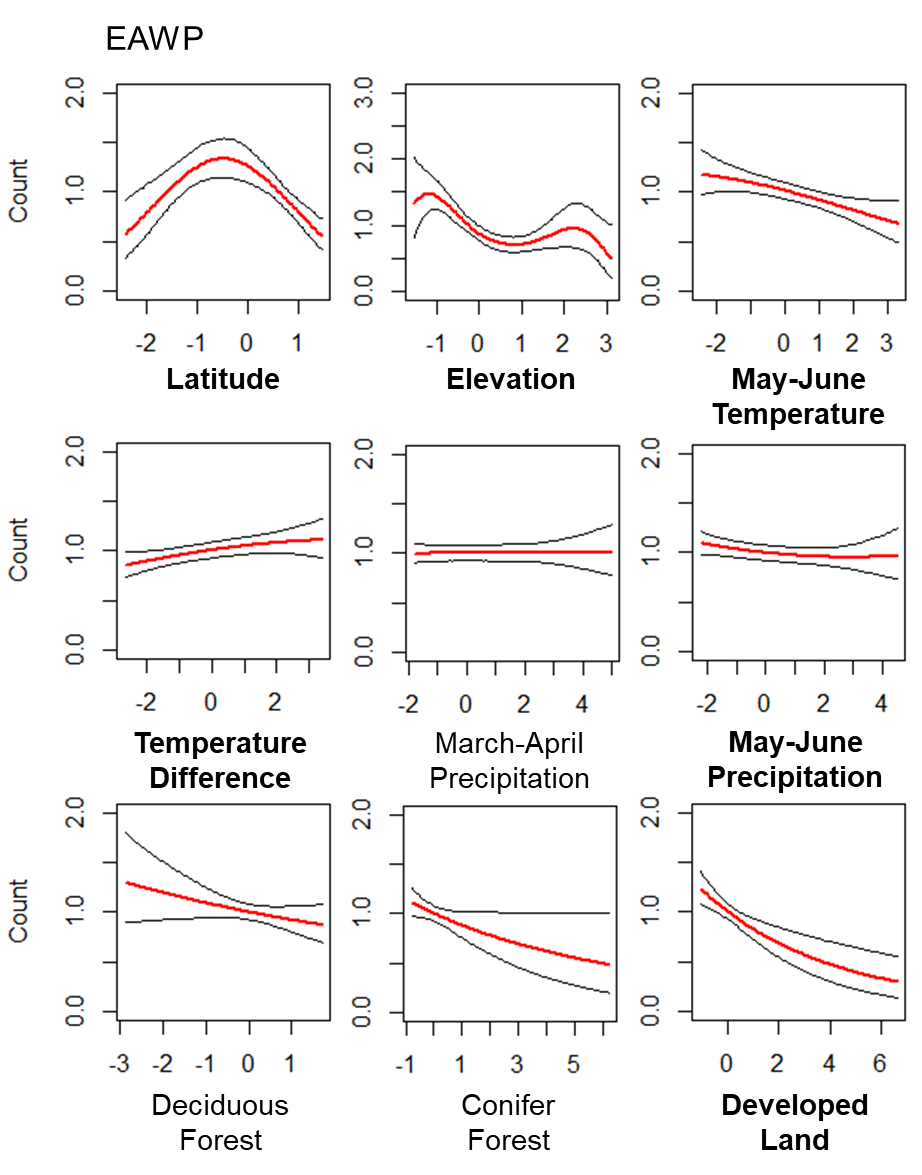 EAWP
Count
0.0 1.0 2.0
-2 -1 0 1
Latitude
0.0 1.0 2.0 3.0
-1 0 1 2 3
Elevation
0.0 1.0 2.0
-2 0 1 2 3
May-June
Temperature
Count
0.0 1.0 2.0
-2 0 2
Temperature
Difference
0.0 1.0 2.0
-2 0 2 4
March-April
Precipitation
0.0 1.0 2.0
-2 0 2 4
May-June
Precipitation
Count
0.0 1.0 2.0
-3 -2 -1 0 1
Deciduous
Forest
0.0 1.0 2.0
-1 1 3 5
Conifer
Forest
0.0 1.0 2.0
0 2 4 6
Developed
Land